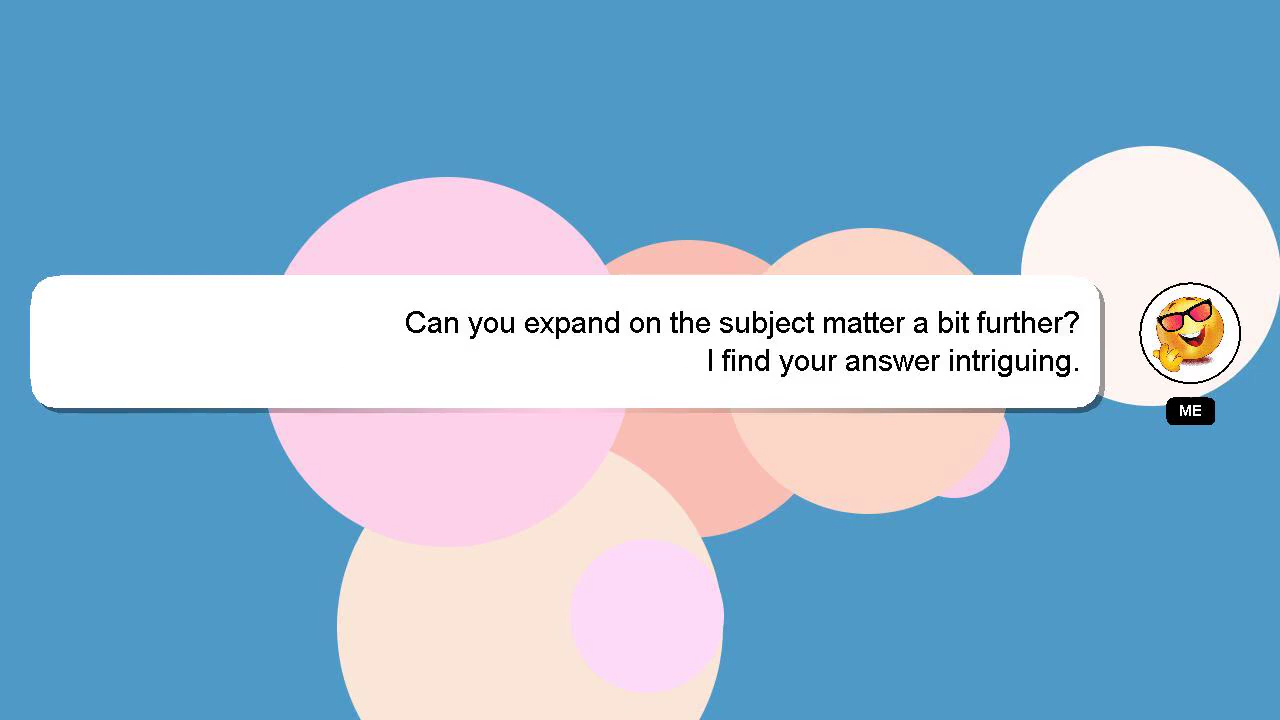 Can you expand on the subject matter a bit further?
I find your answer intriguing.
ME